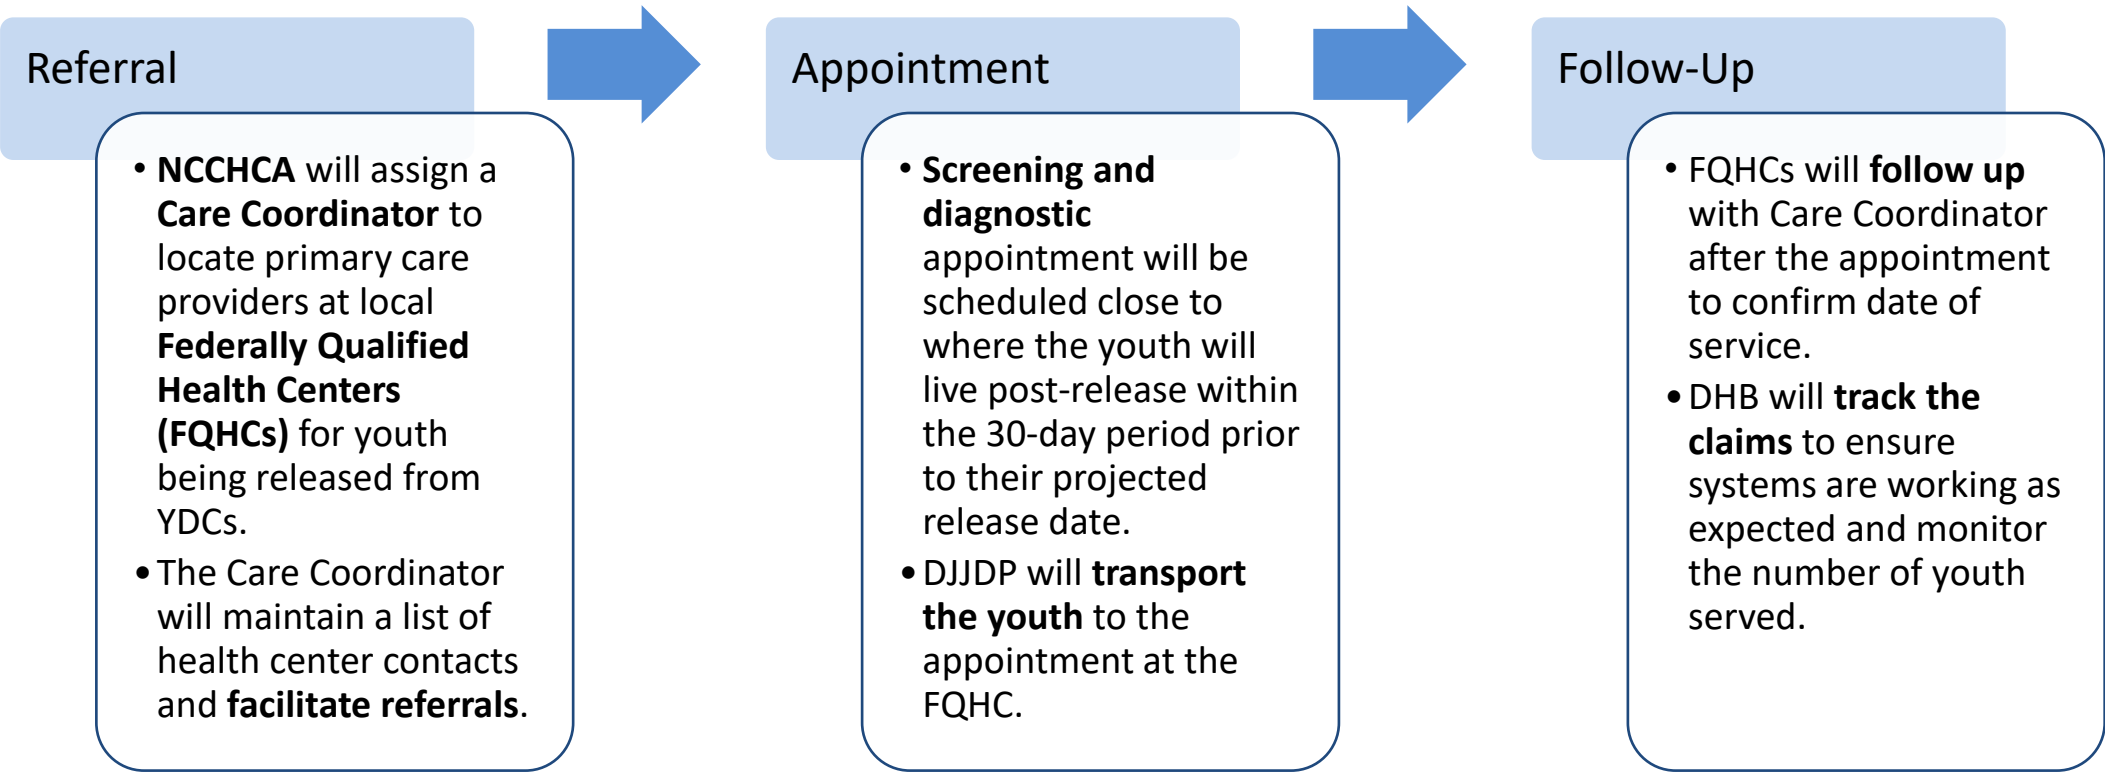 Referral
• NCCHCA will assign a
Care Coordinator to
locate primary care
providers at local
Federally Qualified
Health Centers
(FQHCs) for youth
being released from
YDCs.
• The Care Coordinator
will maintain a list of
health center contacts
and facilitate referrals.
Appointment
• Screening and
diagnostic
appointment will be
scheduled close to
where the youth will
live post-release within
the 30-day period prior
to their projected
release date.
• DJJDP will transport
the youth to the
appointment at the
FQHC.
Follow-Up
• FQHCs will follow up
with Care Coordinator
after the appointment
to confirm date of
service.
• DHB will track the
claims to ensure
systems are working as
expected and monitor
the number of youth
served.